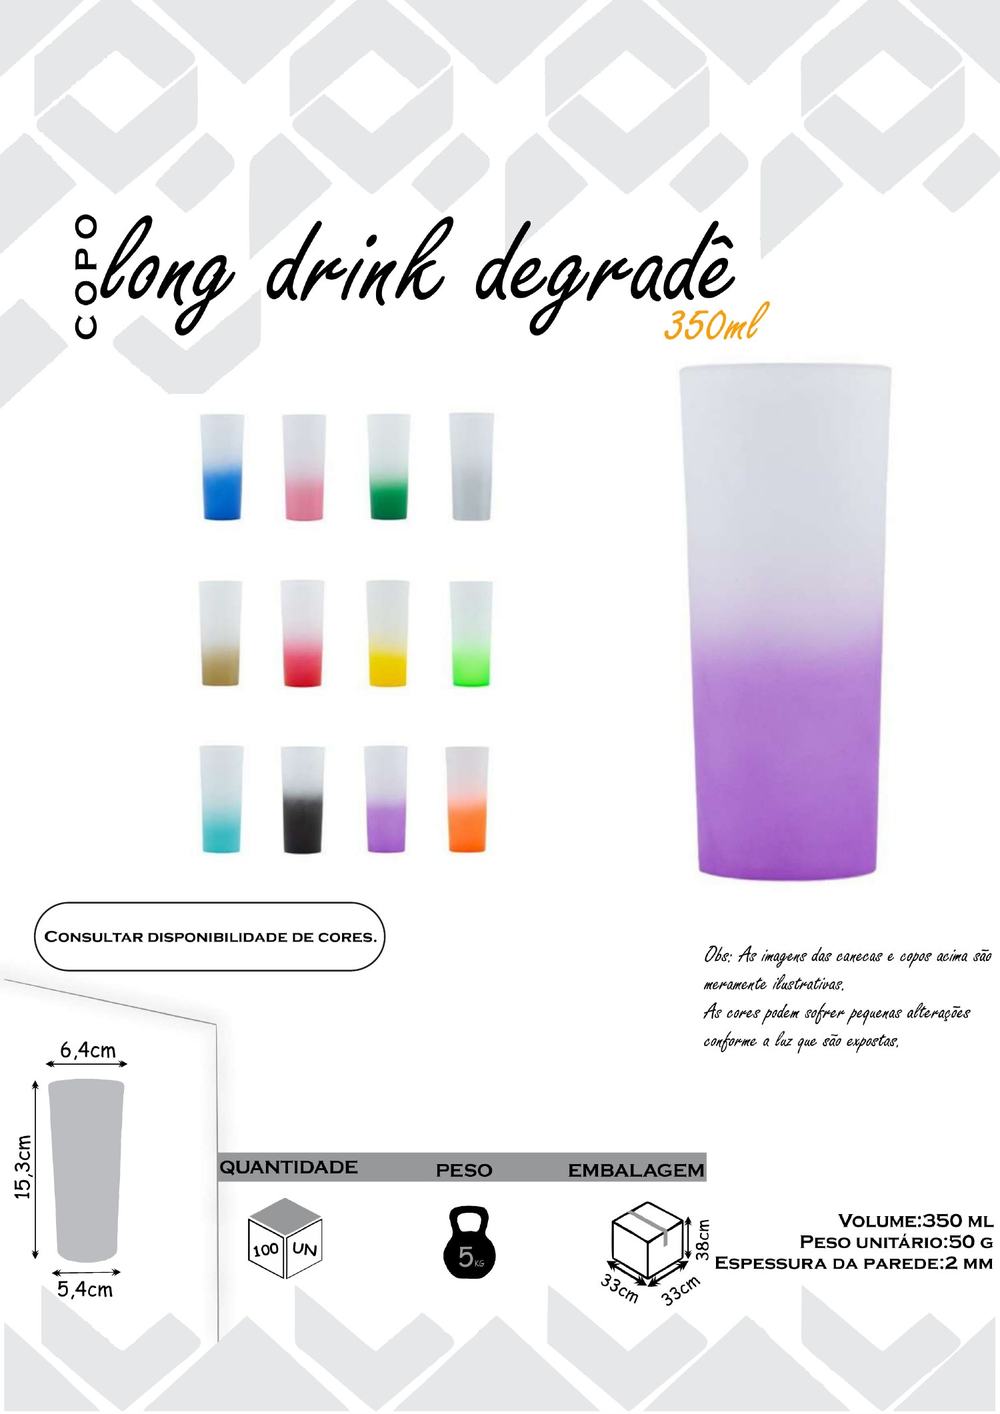 COPO
long drink degradê
350ml
CONSULTAR DISPONIBILIDADE DE CORES.
Obs: As imagens das canecas e copos acima são
meramente ilustrativas.
As cores podem sofrer pequenas alterações
conforme a luz que são expostas.
6,4cm
15,3cm
5,4cm
QUANTIDADE PESO EMBALAGEM
100 UN
5 KG
38cm
33cm
33cm
VOLUME:350 ML
PESO UNITÁRIO:50 G
ESPESSURA DA PAREDE:2 MM